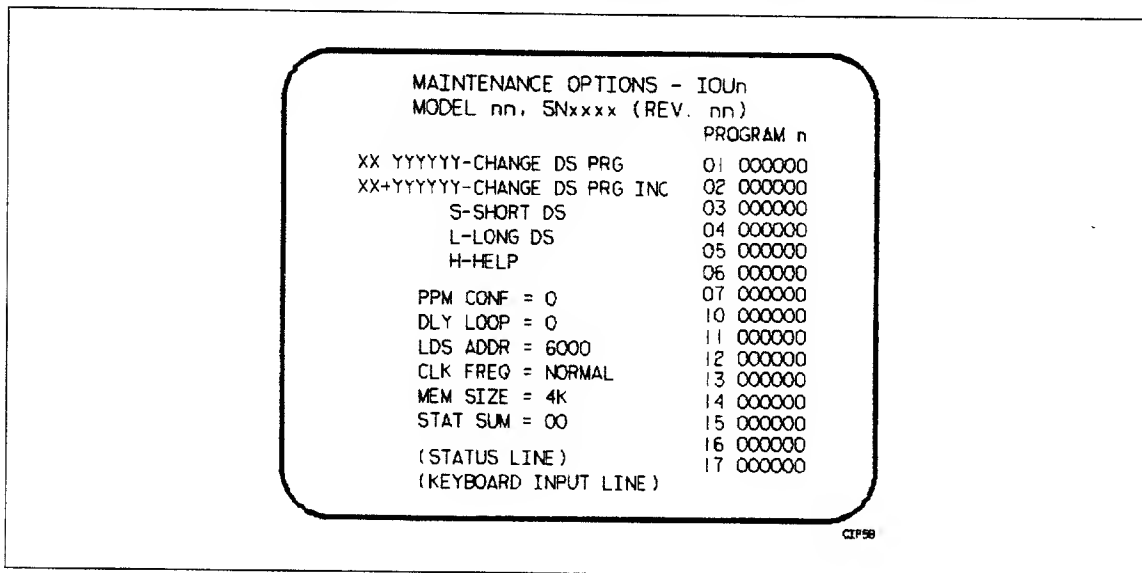 MAINTENANCE OPTIONS - IOUn
MODEL nn, SNxxxx (REV. nn)
PROGRAM n
XX YYYYYY-CHANGE DS PRG
XX+YYYYYY-CHANGE DS PRG INC
S-SHORT DS
L-LONG DS
H-HELP
PPM CONF = 0
DLY LOOP = 0
LDS ADDR = 6000
CLK FREQ = NORMAL
MEM SIZE = 4K
STAT SUM = 00
(STATUS LINE)
(KEYBOARD INPUT LINE)
01 000000
02 000000
03 000000
04 000000
05 000000
06 000000
07 000000
10 000000
11 000000
12 000000
13 000000
14 000000
15 000000
16 000000
17 000000
CIP58